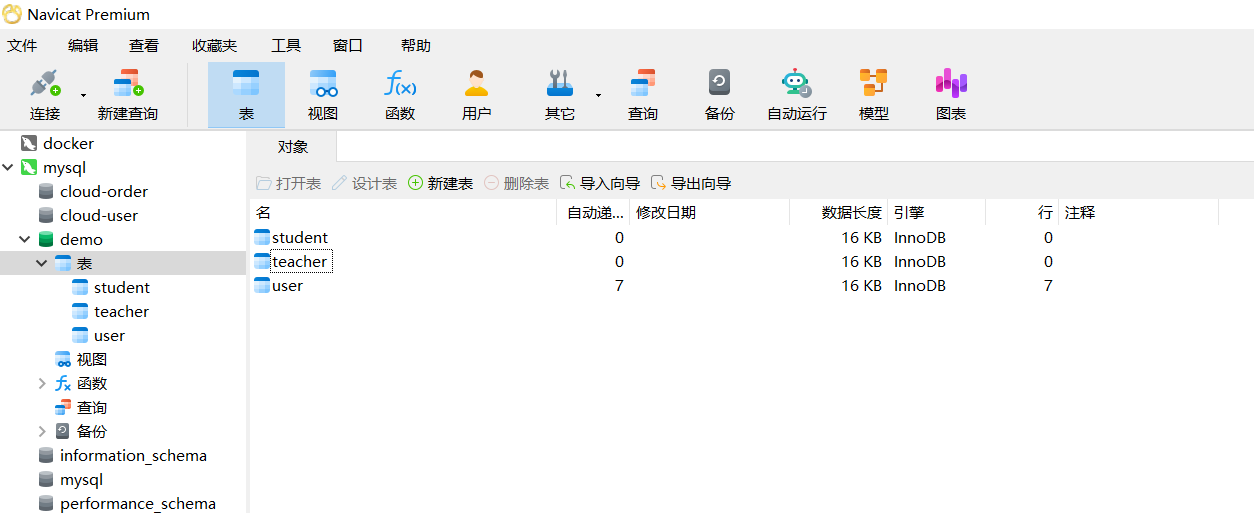 Navicat Premium
文件 编辑 查看 收藏夹 工具 窗口 帮助
连接 新建查询 表 视图 函数 用户 其它 查询 备份 自动运行 模型 图表
docker
mysql
cloud-order
cloud-user
demo
表
student
teacher
user
视图
函数
查询
备份
information_schema
mysql
performance_schema
对象
打开表 设计表 新建表 删除表 导入向导 导出向导
名 自动递... 修改日期 数据长度 引擎 行 注释
student 0 16 KB InnoDB 0
teacher 0 16 KB InnoDB 0
user 7 16 KB InnoDB 7